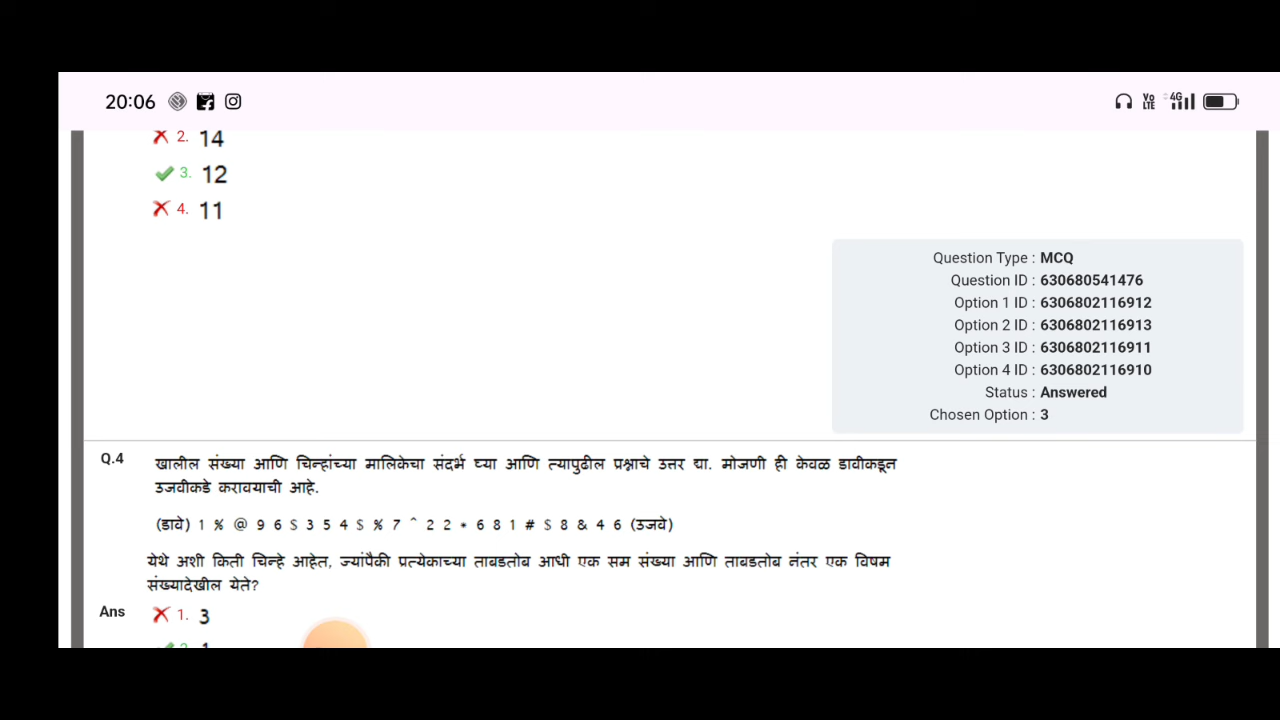 20:06 Vo LTE 4G
2. 14
3. 12
4. 11
Question Type : MCQ
Question ID : 630680541476
Option 1 ID : 6306802116912
Option 2 ID : 6306802116913
Option 3 ID : 6306802116911
Option 4 ID : 6306802116910
Status : Answered
Chosen Option : 3
Q.4 खालील संख्या आणि चिन्हांच्या मालिकेचा संदर्भ घ्या आणि त्यापुढील प्रश्नाचे उत्तर द्या. मोजणी ही केवळ डावीकडून
उजवीकडे करावयाची आहे.
(डावे) 1 % @ 9 6 $ 3 5 4 $ % 7 ^ 2 2 * 6 8 1 # $ 8 & 4 6 (उजवे)
येथे अशी किती चिन्हे आहेत, ज्यांपैकी प्रत्येकाच्या ताबडतोब आधी एक सम संख्या आणि ताबडतोब नंतर एक विषम
संख्यादेखील येते?
Ans 1. 3